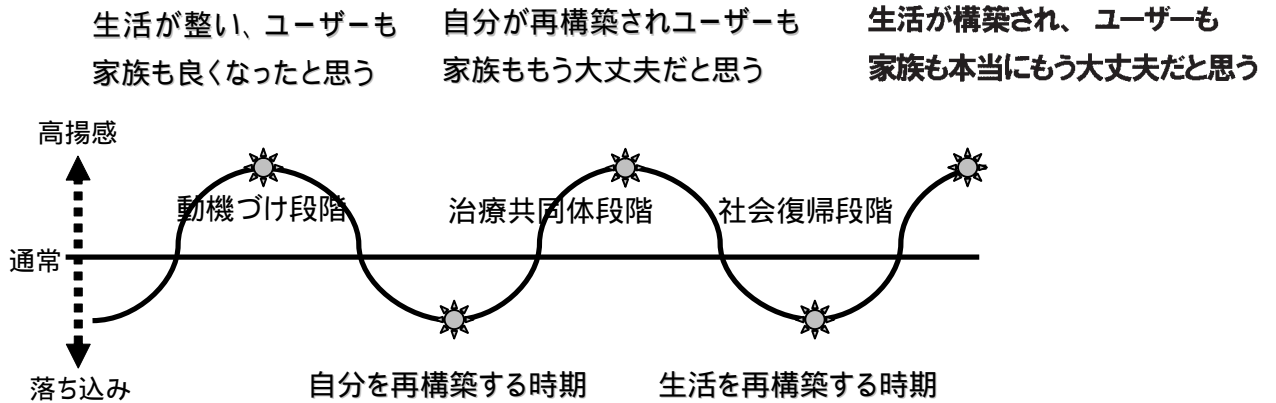 生活が整い、ユーザーも
家族も良くなったと思う
自分が再構築されユーザーも
家族ももう大丈夫だと思う
生活が構築され、 ユーザーも
家族も本当にもう大丈夫だと思う
高揚感
動機づけ段階
治療共同体段階
社会復帰段階
通常
落ち込み
自分を再構築する時期
生活を再構築する時期